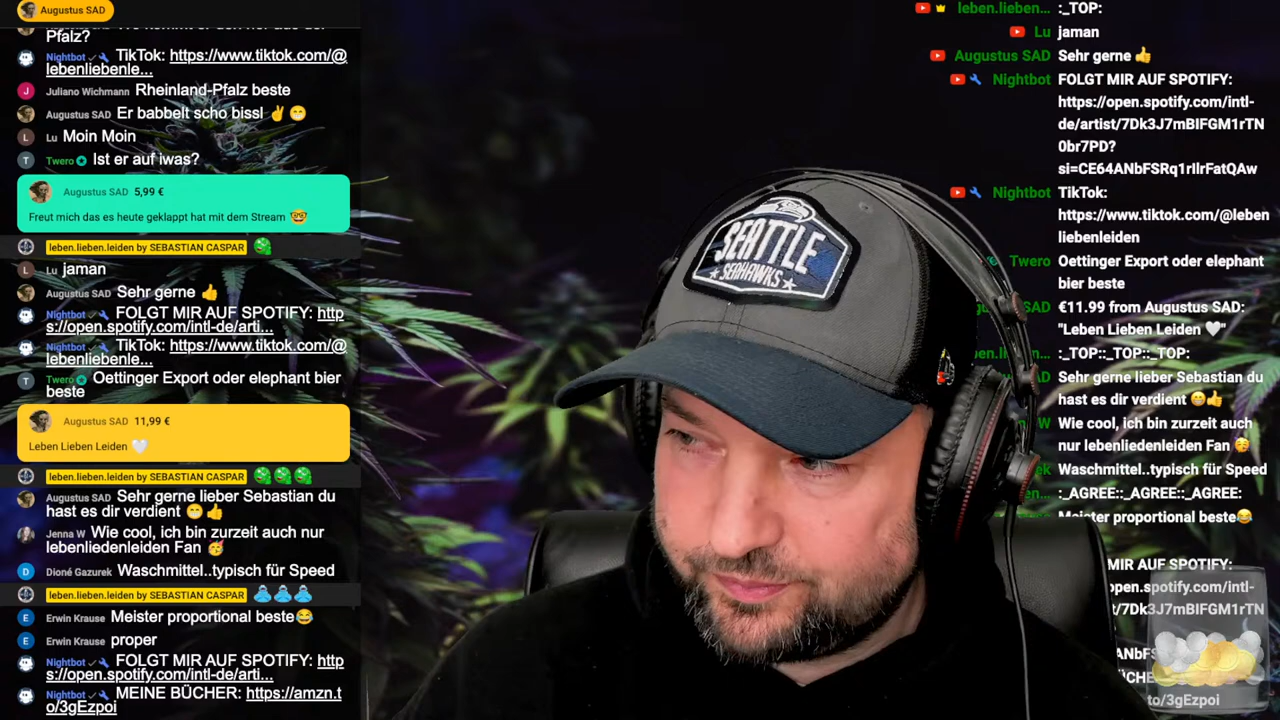 Augustus SAD
Pfalz?
Nightbot TikTok: https://www.tiktok.com/@
lebenliebenle...
Juliano Wichmann Rheinland-Pfalz beste
Augustus SAD Er babbelt scho bissl ✌😁
Lu Moin Moin
Twero Ist er auf iwas?
Augustus SAD 5,99 €
Freut mich das es heute geklappt hat mit dem Stream 🤓
leben.lieben.leiden by SEBASTIAN CASPAR
Lu jaman
Augustus SAD Sehr gerne 👍
Nightbot FOLGT MIR AUF SPOTIFY: http
s://open.spotify.com/intl-de/arti...
Nightbot TikTok: https://www.tiktok.com/@
lebenliebenle...
Twero Oettinger Export oder elephant bier
beste
Augustus SAD 11,99 €
Leben Lieben Leiden 🤍
leben.lieben.leiden by SEBASTIAN CASPAR
Augustus SAD Sehr gerne lieber Sebastian du
hast es dir verdient 😁👍
Jenna W Wie cool, ich bin zurzeit auch nur
lebenliedenleiden Fan 🥳
Dioné Gazurek Waschmittel..typisch für Speed
leben.lieben.leiden by SEBASTIAN CASPAR
Erwin Krause Meister proportional beste😂
Erwin Krause proper
Nightbot FOLGT MIR AUF SPOTIFY: http
s://open.spotify.com/intl-de/arti...
Nightbot MEINE BÜCHER: https://amzn.t
o/3gEzpoi
SEATTLE
SEAHAWKS
leben.lieben... :_TOP:
Lu jaman
Augustus SAD Sehr gerne 👍
Nightbot FOLGT MIR AUF SPOTIFY:
https://open.spotify.com/intl-
de/artist/7Dk3J7mBIFGM1rTN
0br7PD?
si=CE64ANbFSRq1rIlrFatQAw
Nightbot TikTok:
https://www.tiktok.com/@leben
liebenleiden
Twero Oettinger Export oder elephant
bier beste
SAD €11.99 from Augustus SAD:
"Leben Lieben Leiden 🤍"
:_TOP::_TOP::_TOP:
Sehr gerne lieber Sebastian du
hast es dir verdient 😁👍
W Wie cool, ich bin zurzeit auch
nur lebenliedenleiden Fan 🥳
Waschmittel..typisch für Speed
:_AGREE::_AGREE::_AGREE:
Meister proportional beste😂
MIR AUF SPOTIFY:
open.spotify.com/intl-
t/7Dk3J7mBIFGM1rTN
to/3gEzpoi